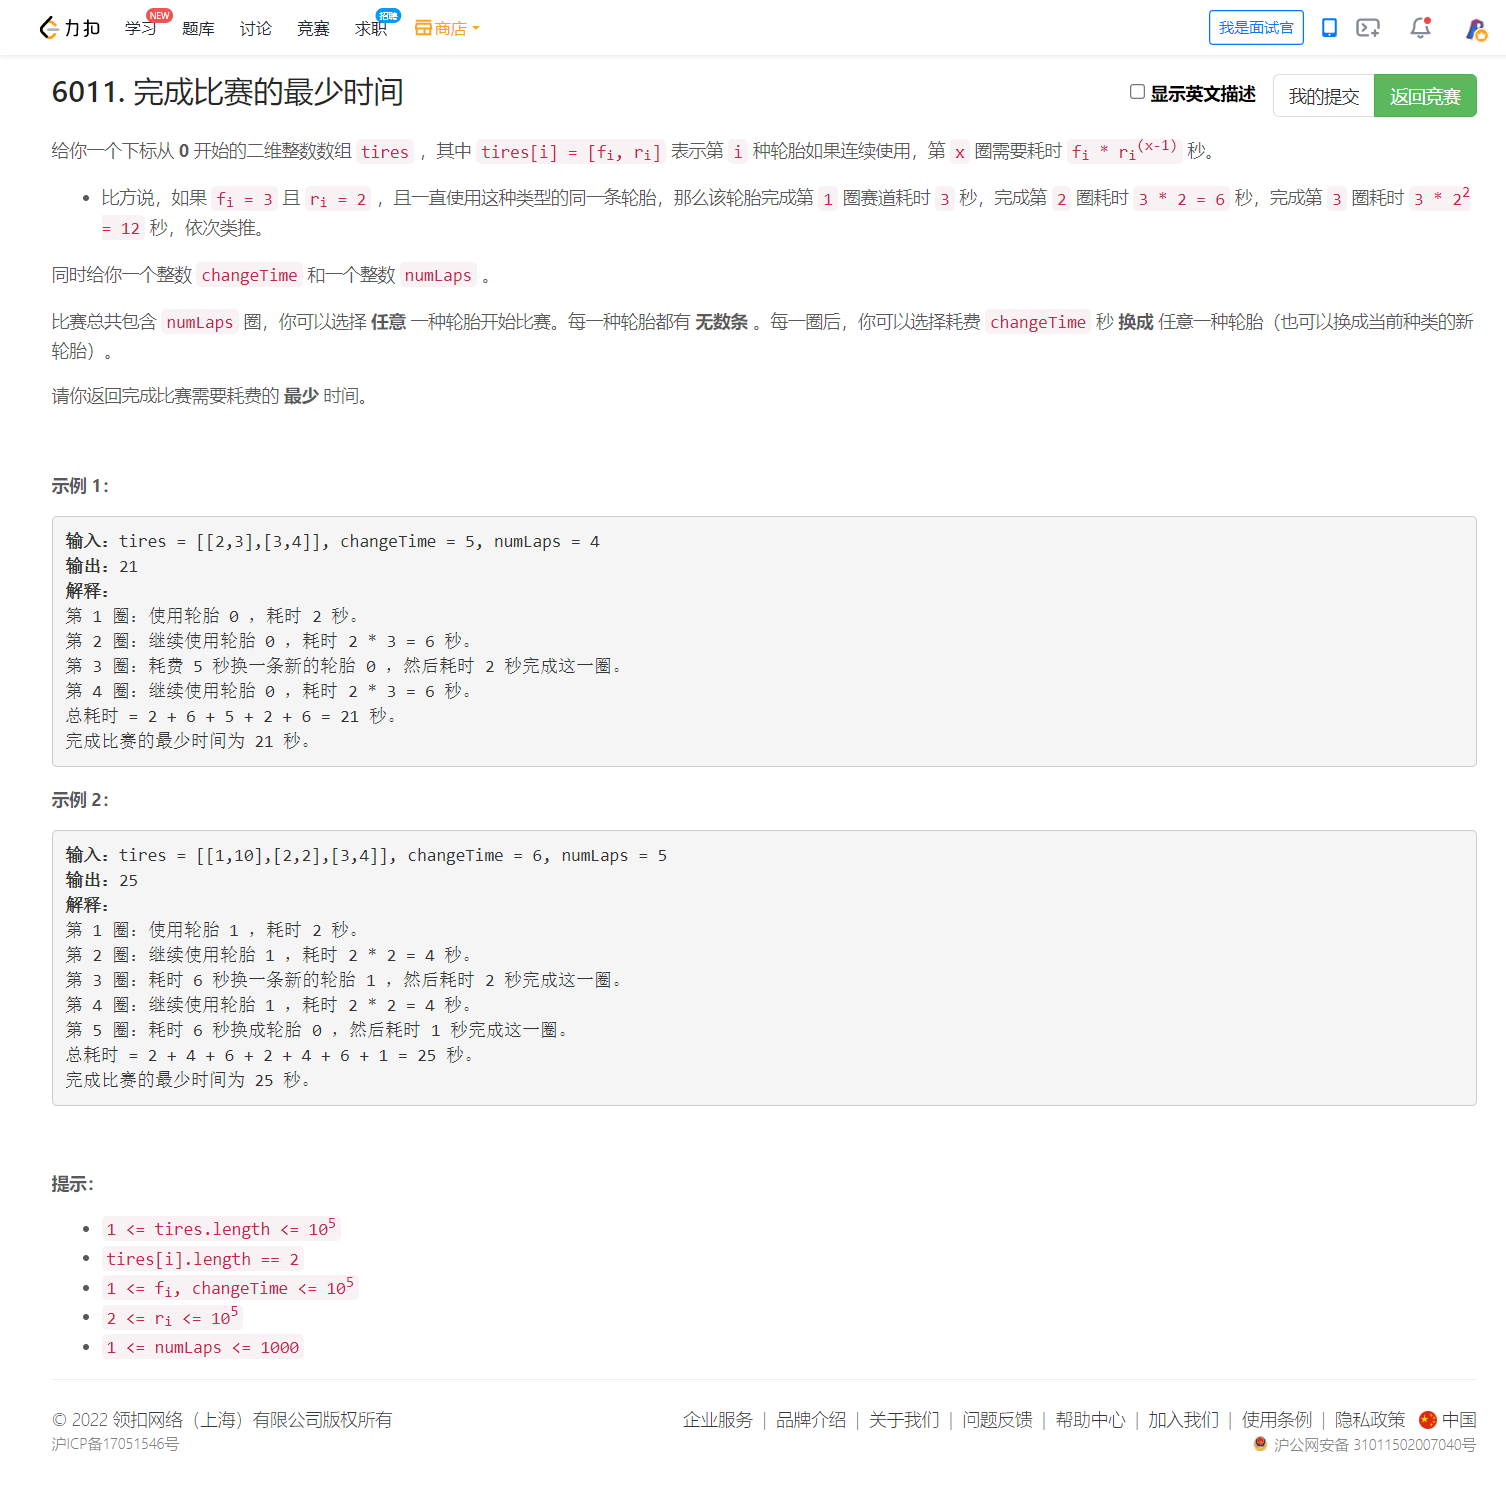 力扣 学习 NEW 题库 讨论 竞赛 求职 招聘 商店 我是面试官
6011. 完成比赛的最少时间 显示英文描述 我的提交 返回竞赛
给你一个下标从 0 开始的二维整数数组 tires ，其中 tires[i] = [fᵢ, rᵢ] 表示第 i 种轮胎如果连续使用，第 x 圈需要耗时 fᵢ * rᵢ^(x-1) 秒。
• 比方说，如果 fᵢ = 3 且 rᵢ = 2 ，且一直使用这种类型的同一条轮胎，那么该轮胎完成第 1 圈赛道耗时 3 秒，完成第 2 圈耗时 3 * 2 = 6 秒，完成第 3 圈耗时 3 * 2²
= 12 秒，依次类推。
同时给你一个整数 changeTime 和一个整数 numLaps 。
比赛总共包含 numLaps 圈，你可以选择 任意 一种轮胎开始比赛。每一种轮胎都有 无数条 。每一圈后，你可以选择耗费 changeTime 秒 换成 任意一种轮胎（也可以换成当前种类的新
轮胎）。
请你返回完成比赛需要耗费的 最少 时间。
示例 1：
输入：tires = [[2,3],[3,4]], changeTime = 5, numLaps = 4
输出：21
解释：
第 1 圈：使用轮胎 0 ，耗时 2 秒。
第 2 圈：继续使用轮胎 0 ，耗时 2 * 3 = 6 秒。
第 3 圈：耗费 5 秒换一条新的轮胎 0 ，然后耗时 2 秒完成这一圈。
第 4 圈：继续使用轮胎 0 ，耗时 2 * 3 = 6 秒。
总耗时 = 2 + 6 + 5 + 2 + 6 = 21 秒。
完成比赛的最少时间为 21 秒。
示例 2：
输入：tires = [[1,10],[2,2],[3,4]], changeTime = 6, numLaps = 5
输出：25
解释：
第 1 圈：使用轮胎 1 ，耗时 2 秒。
第 2 圈：继续使用轮胎 1 ，耗时 2 * 2 = 4 秒。
第 3 圈：耗时 6 秒换一条新的轮胎 1 ，然后耗时 2 秒完成这一圈。
第 4 圈：继续使用轮胎 1 ，耗时 2 * 2 = 4 秒。
第 5 圈：耗时 6 秒换成轮胎 0 ，然后耗时 1 秒完成这一圈。
总耗时 = 2 + 4 + 6 + 2 + 4 + 6 + 1 = 25 秒。
完成比赛的最少时间为 25 秒。
提示：
• 1 <= tires.length <= 10⁵
• tires[i].length == 2
• 1 <= fᵢ, changeTime <= 10⁵
• 2 <= rᵢ <= 10⁵
• 1 <= numLaps <= 1000
© 2022 领扣网络（上海）有限公司版权所有 企业服务 | 品牌介绍 | 关于我们 | 问题反馈 | 帮助中心 | 加入我们 | 使用条例 | 隐私政策 中国
沪ICP备17051546号 沪公网安备 31011502007040号